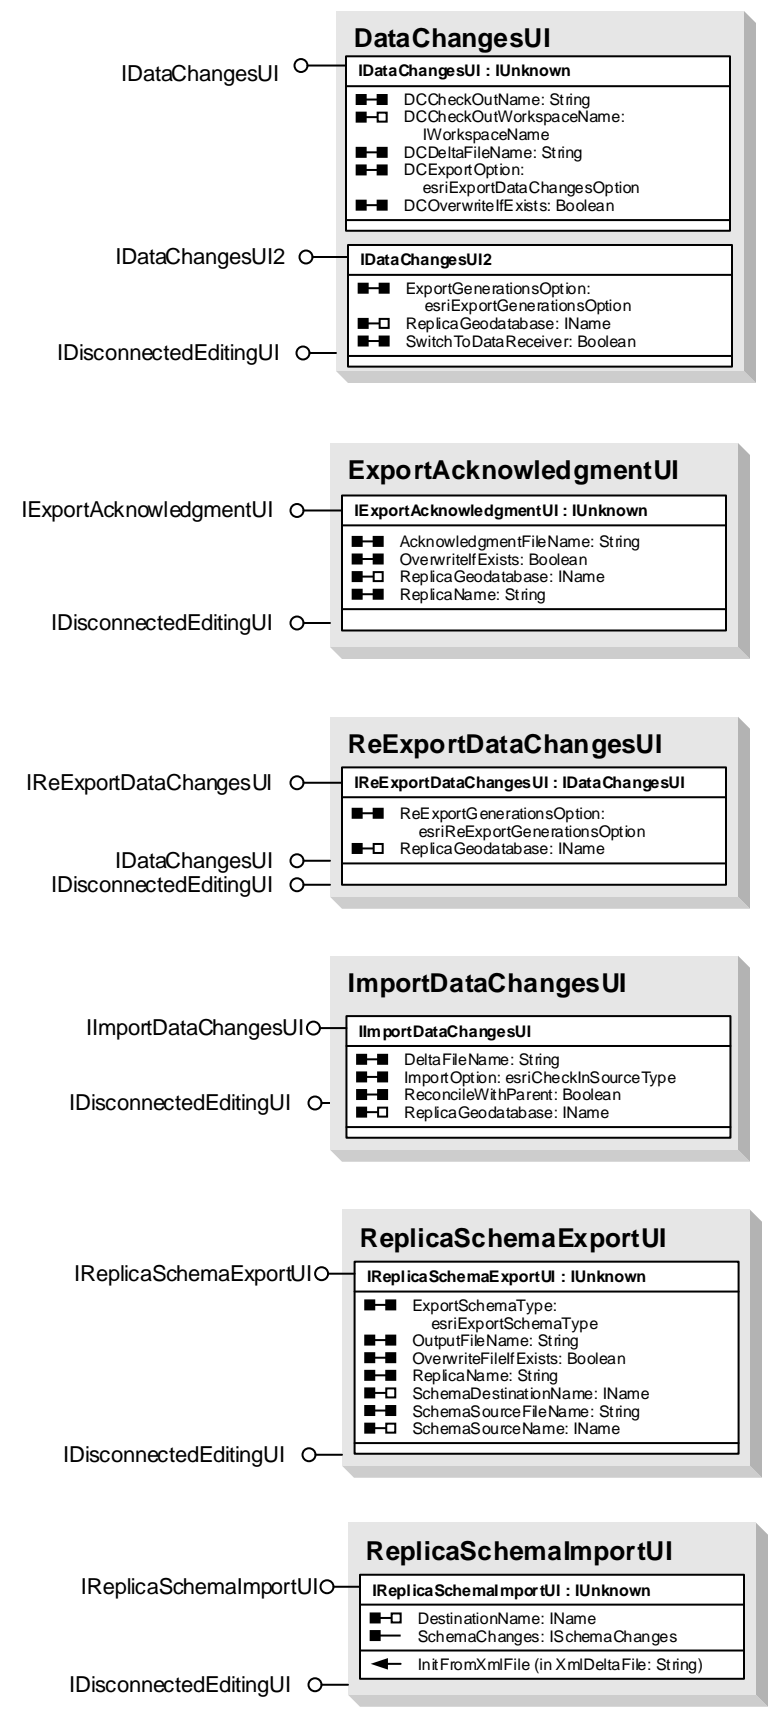 DataChangesUI
IDataChangesUI
IDataChangesUI : IUnknown
DCCheckOutName: String
DCCheckOutWorkspaceName:
IWorkspaceName
DCDeltaFileName: String
DCExportOption:
esriExportDataChangesOption
DCOverwriteIfExists: Boolean
IDataChangesUI2
IDataChangesUI2
ExportGenerationsOption:
esriExportGenerationsOption
ReplicaGeodatabase: IName
SwitchToDataReceiver: Boolean
IDisconnectedEditingUI
ExportAcknowledgmentUI
IExportAcknowledgmentUI
IExportAcknowledgmentUI : IUnknown
AcknowledgmentFileName: String
OverwriteIfExists: Boolean
ReplicaGeodatabase: IName
ReplicaName: String
IDisconnectedEditingUI
ReExportDataChangesUI
IReExportDataChangesUI
IReExportDataChangesUI : IDataChangesUI
ReExportGenerationsOption:
esriReExportGenerationsOption
ReplicaGeodatabase: IName
IDataChangesUI
IDisconnectedEditingUI
ImportDataChangesUI
IImportDataChangesUI
IImportDataChangesUI
DeltaFileName: String
ImportOption: esriCheckInSourceType
ReconcileWithParent: Boolean
ReplicaGeodatabase: IName
IDisconnectedEditingUI
ReplicaSchemaExportUI
IReplicaSchemaExportUI
IReplicaSchemaExportUI : IUnknown
ExportSchemaType:
esriExportSchemaType
OutputFileName: String
OverwriteFileIfExists: Boolean
ReplicaName: String
SchemaDestinationName: IName
SchemaSourceFileName: String
SchemaSourceName: IName
IDisconnectedEditingUI
ReplicaSchemaImportUI
IReplicaSchemaImportUI
IReplicaSchemaImportUI : IUnknown
DestinationName: IName
SchemaChanges: ISchemaChanges
InitFromXmlFile (in XmlDeltaFile: String)
IDisconnectedEditingUI